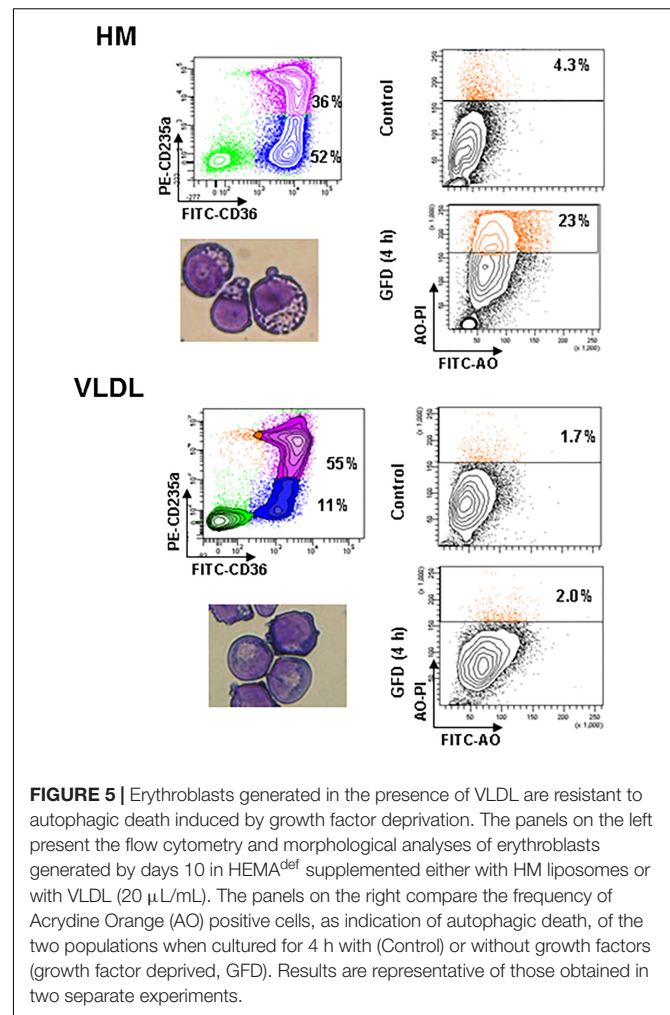 HM
36%
52%
PE-CD235a
FITC-CD36
Control
4.3%
GFD (4 h)
23%
AO-PI
FITC-AO
(x 1,000)
VLDL
55%
11%
PE-CD235a
FITC-CD36
Control
1.7%
GFD (4 h)
2.0%
AO-PI
FITC-AO
(x 1,000)
FIGURE 5 | Erythroblasts generated in the presence of VLDL are resistant to
autophagic death induced by growth factor deprivation. The panels on the left
present the flow cytometry and morphological analyses of erythroblasts
generated by days 10 in HEMAdef supplemented either with HM liposomes or
with VLDL (20 μL/mL). The panels on the right compare the frequency of
Acrydine Orange (AO) positive cells, as indication of autophagic death, of the
two populations when cultured for 4 h with (Control) or without growth factors
(growth factor deprived, GFD). Results are representative of those obtained in
two separate experiments.